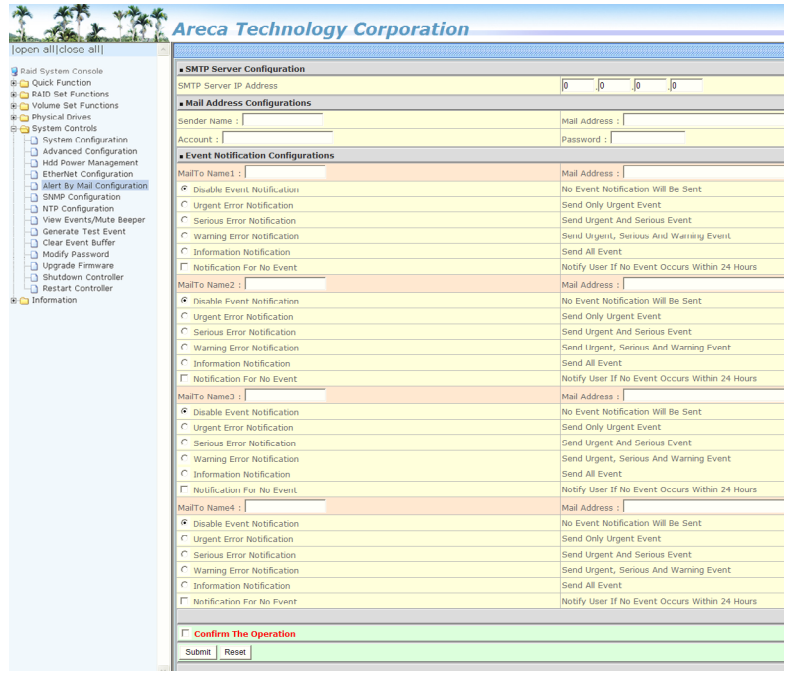 Areca Technology Corporation
|open all|close all|
Raid System Console
Quick Function
RAID Set Functions
Volume Set Functions
Physical Drives
System Controls
System Configuration
Advanced Configuration
Hdd Power Management
EtherNet Configuration
Alert By Mail Configuration
SNMP Configuration
NTP Configuration
View Events/Mute Beeper
Generate Test Event
Clear Event Buffer
Modify Password
Upgrade Firmware
Shutdown Controller
Restart Controller
Information
SMTP Server Configuration
SMTP Server IP Address 0 .0 .0 .0
Mail Address Configurations
Sender Name : Mail Address :
Account : Password :
Event Notification Configurations
MailTo Name1 : Mail Address :
Disable Event Notification No Event Notification Will Be Sent
Urgent Error Notification Send Only Urgent Event
Serious Error Notification Send Urgent And Serious Event
Warning Error Notification Send Urgent, Serious And Warning Event
Information Notification Send All Event
Notification For No Event Notify User If No Event Occurs Within 24 Hours
MailTo Name2 : Mail Address :
Disable Event Notification No Event Notification Will Be Sent
Urgent Error Notification Send Only Urgent Event
Serious Error Notification Send Urgent And Serious Event
Warning Error Notification Send Urgent, Serious And Warning Event
Information Notification Send All Event
Notification For No Event Notify User If No Event Occurs Within 24 Hours
MailTo Name3 : Mail Address :
Disable Event Notification No Event Notification Will Be Sent
Urgent Error Notification Send Only Urgent Event
Serious Error Notification Send Urgent And Serious Event
Warning Error Notification Send Urgent, Serious And Warning Event
Information Notification Send All Event
Notification For No Event Notify User If No Event Occurs Within 24 Hours
MailTo Name4 : Mail Address :
Disable Event Notification No Event Notification Will Be Sent
Urgent Error Notification Send Only Urgent Event
Serious Error Notification Send Urgent And Serious Event
Warning Error Notification Send Urgent, Serious And Warning Event
Information Notification Send All Event
Notification For No Event Notify User If No Event Occurs Within 24 Hours
Confirm The Operation
Submit Reset